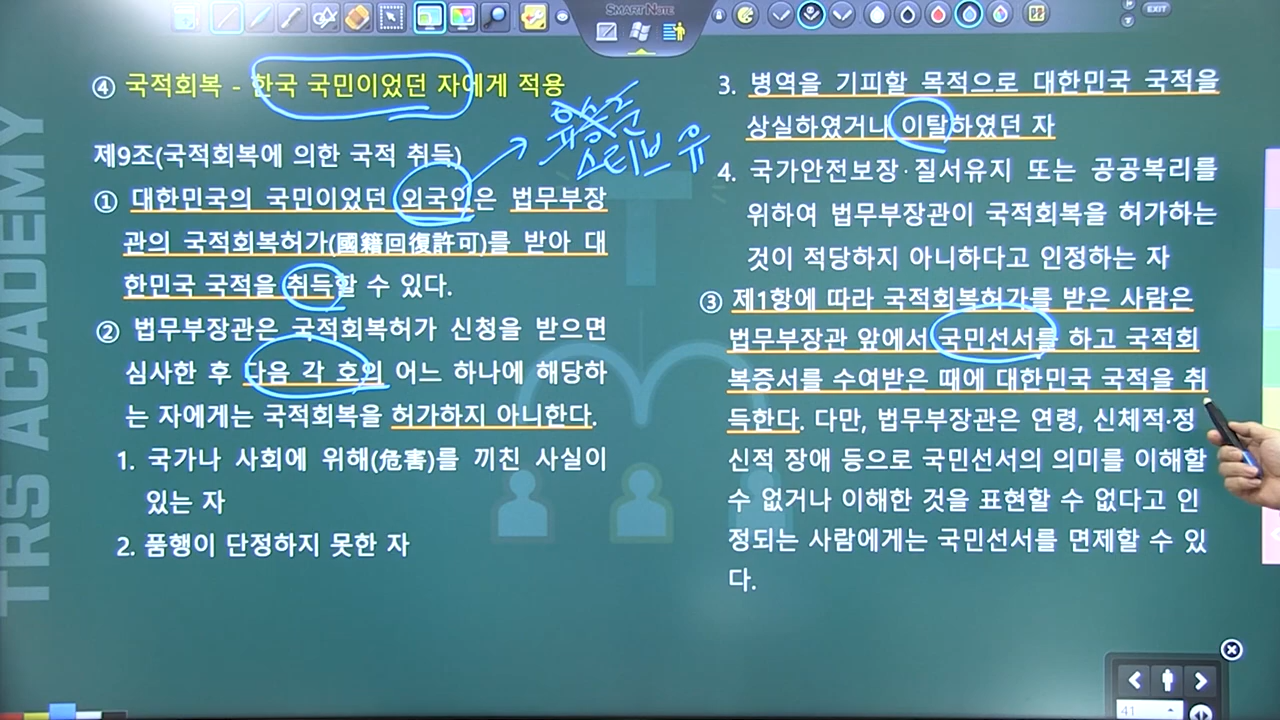 SMART NOTE
EXIT
④ 국적회복 - 한국 국민이었던 자에게 적용
유승준
스티브 유
제9조(국적회복에 의한 국적 취득)
① 대한민국의 국민이었던 외국인은 법무부장
관의 국적회복허가(國籍回復許可)를 받아 대
한민국 국적을 취득할 수 있다.
② 법무부장관은 국적회복허가 신청을 받으면
심사한 후 다음 각 호의 어느 하나에 해당하
는 자에게는 국적회복을 허가하지 아니한다.
1. 국가나 사회에 위해(危害)를 끼친 사실이
있는 자
2. 품행이 단정하지 못한 자
3. 병역을 기피할 목적으로 대한민국 국적을
상실하였거나 이탈하였던 자
4. 국가안전보장·질서유지 또는 공공복리를
위하여 법무부장관이 국적회복을 허가하는
것이 적당하지 아니하다고 인정하는 자
③ 제1항에 따라 국적회복허가를 받은 사람은
법무부장관 앞에서 국민선서를 하고 국적회
복증서를 수여받은 때에 대한민국 국적을 취
득한다. 다만, 법무부장관은 연령, 신체적·정
신적 장애 등으로 국민선서의 의미를 이해할
수 없거나 이해한 것을 표현할 수 없다고 인
정되는 사람에게는 국민선서를 면제할 수 있
다.
TRS ACADEMY
41